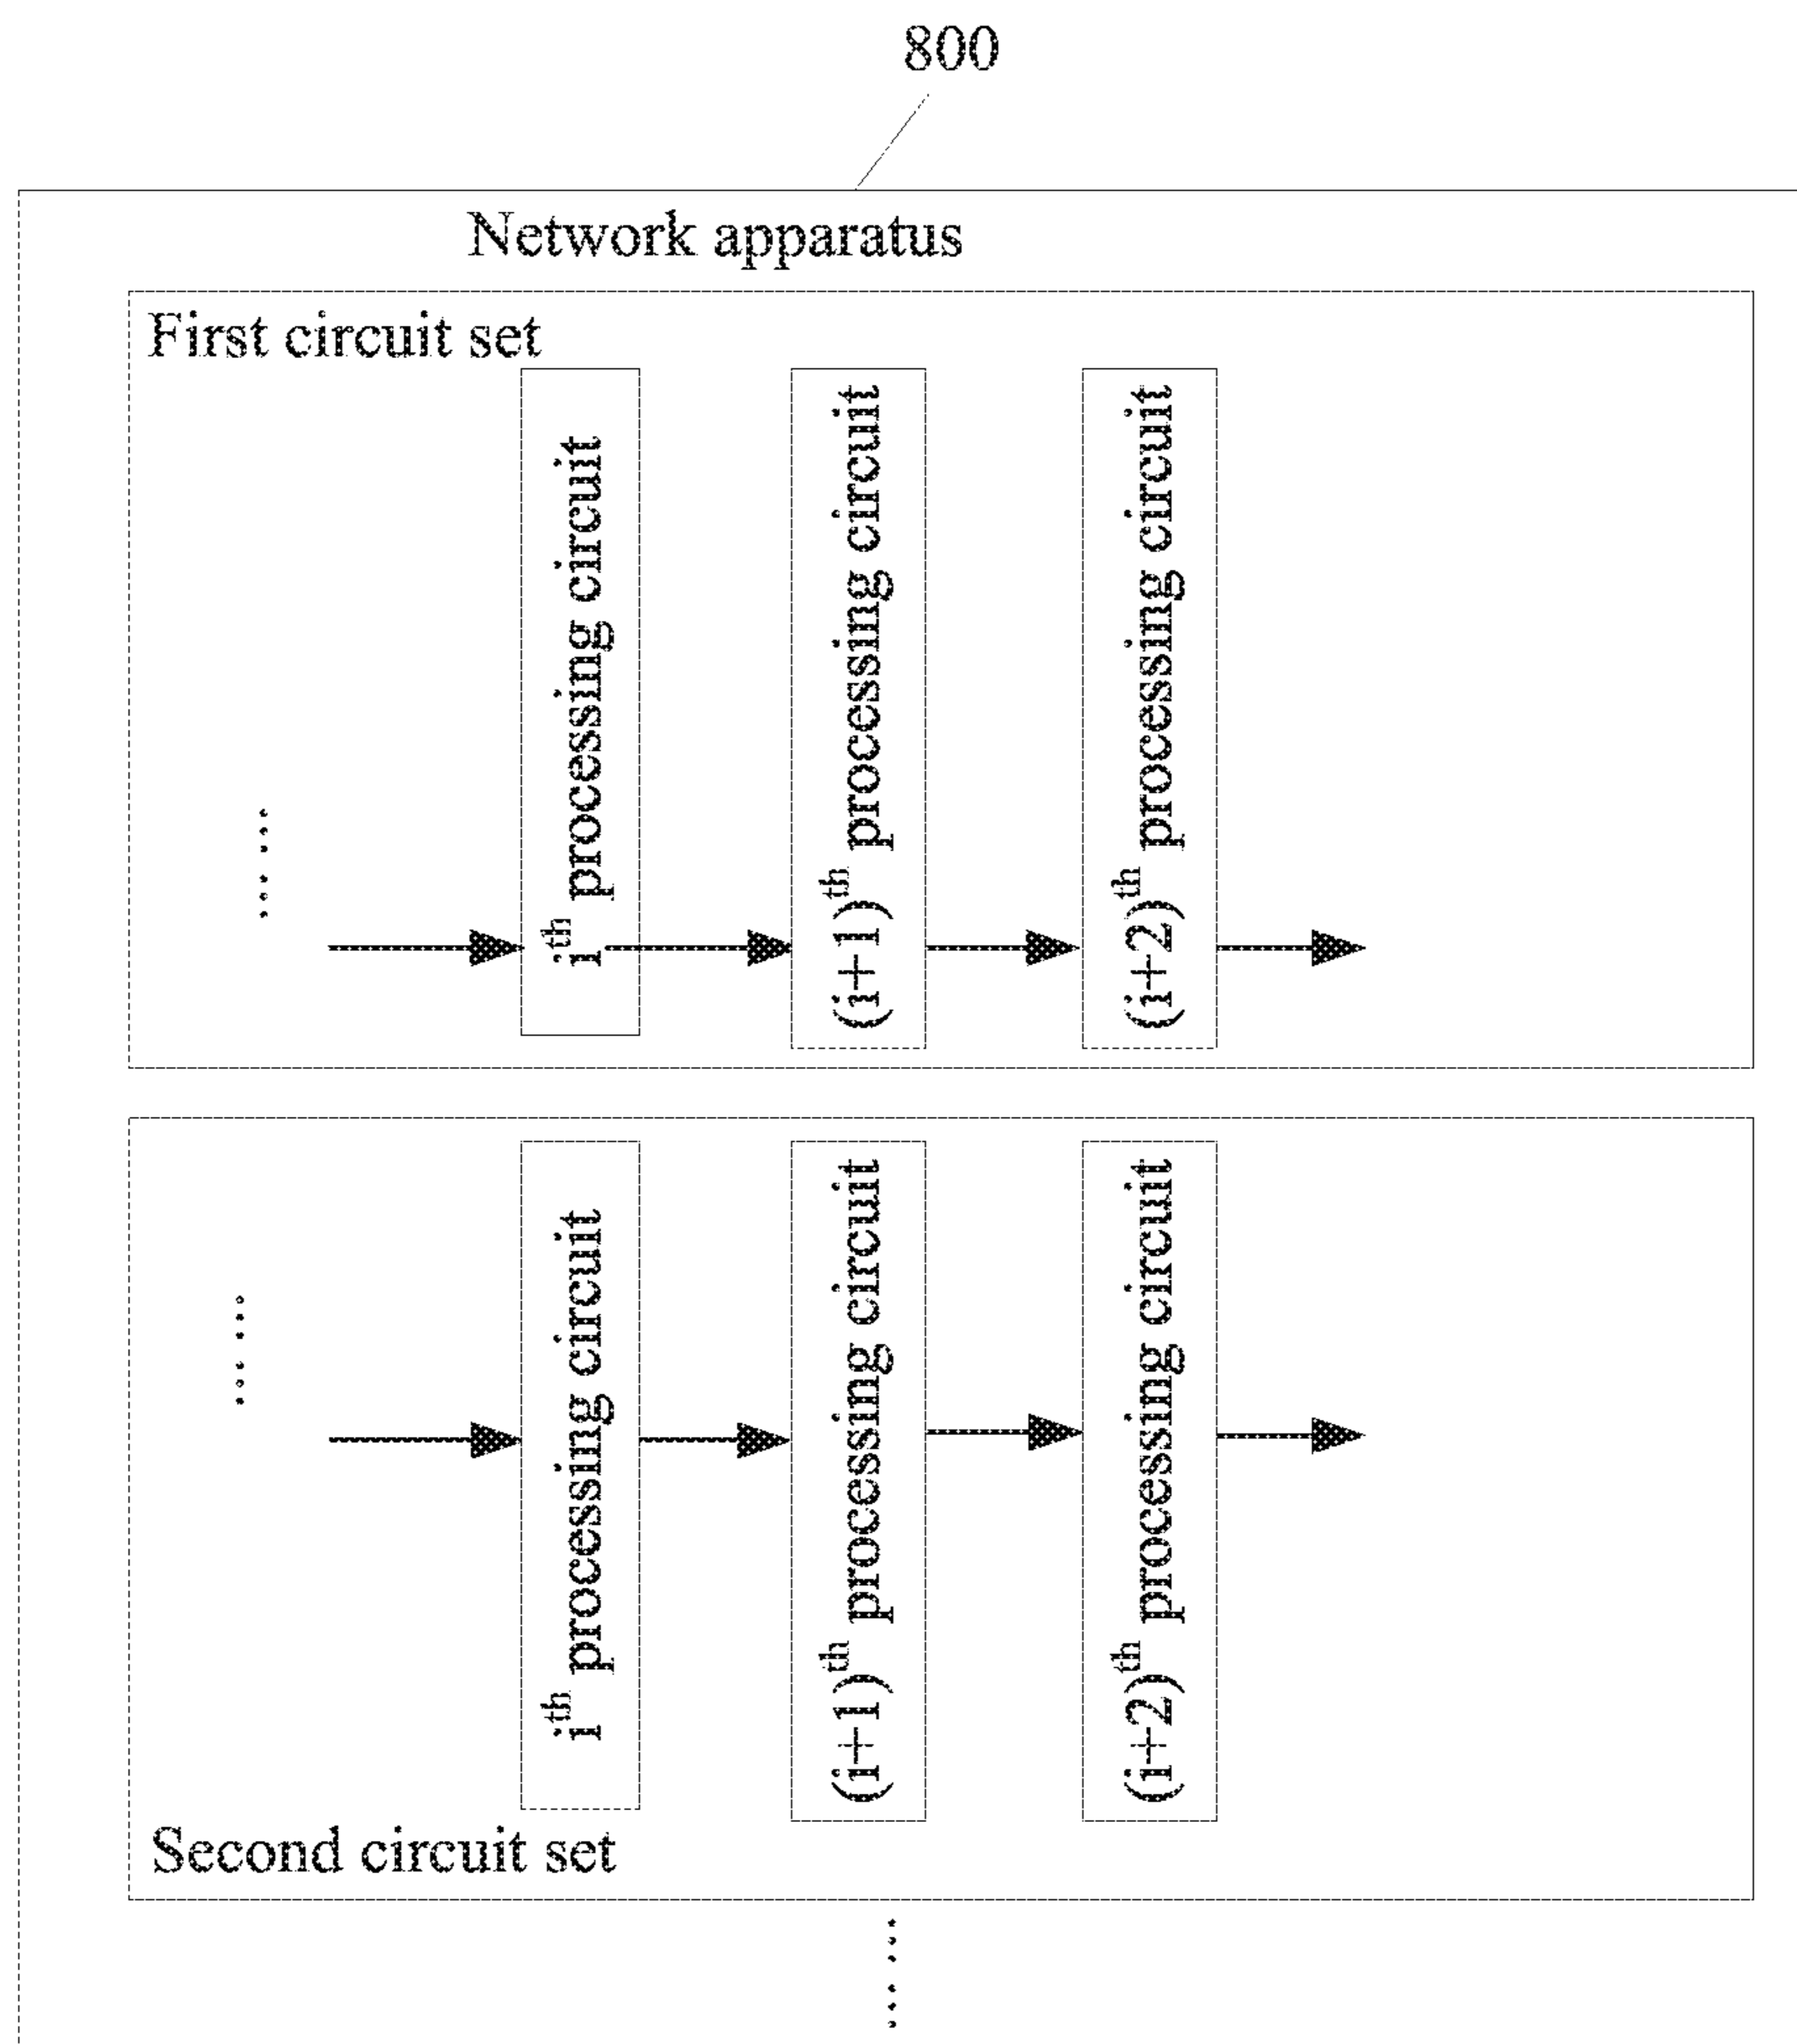 800
Network apparatus
First circuit set
i^th processing circuit
(i+1)^th processing circuit
(i+2)^th processing circuit
……
……
i^th processing circuit
(i+1)^th processing circuit
(i+2)^th processing circuit
Second circuit set
……